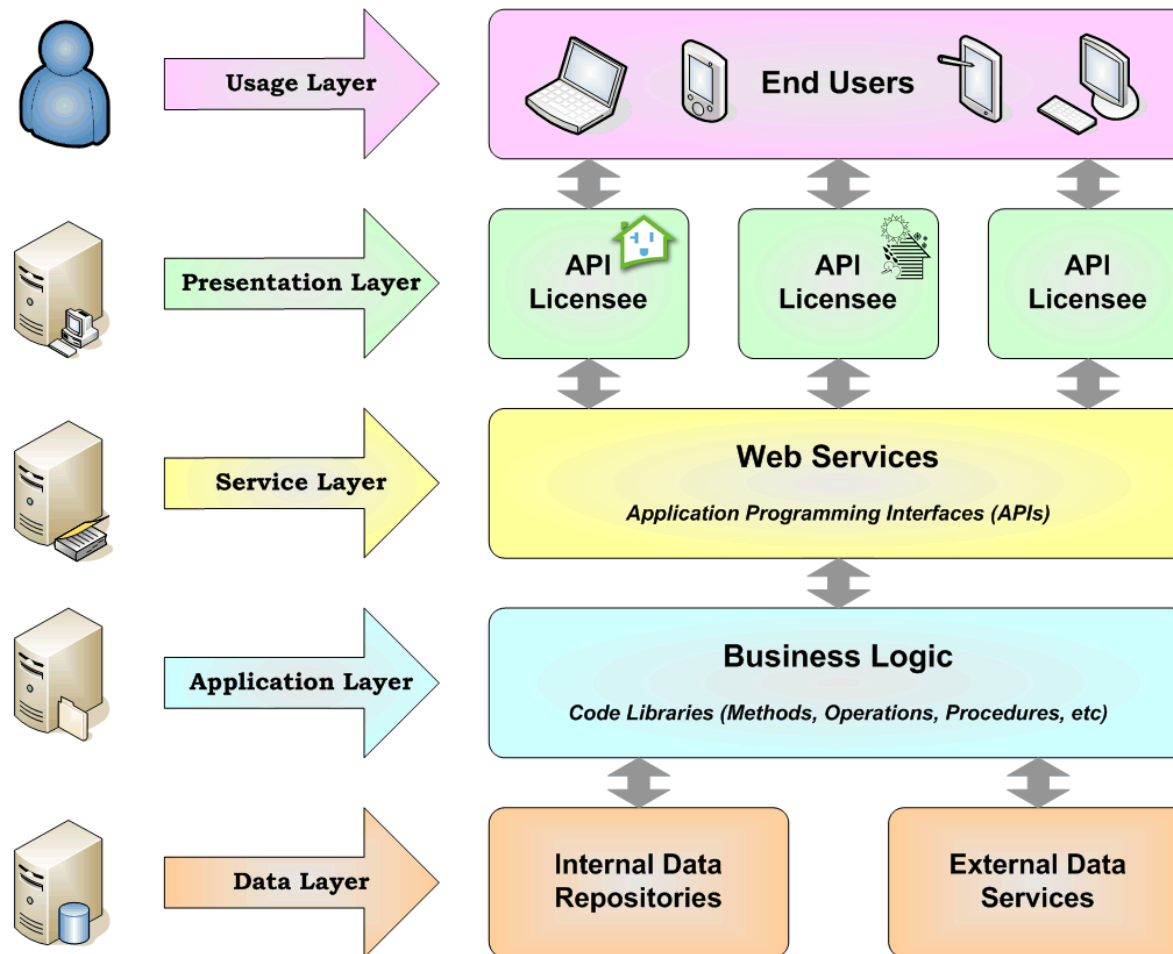 Usage Layer
End Users
Presentation Layer
API
Licensee
API
Licensee
API
Licensee
Service Layer
Web Services
Application Programming Interfaces (APIs)
Application Layer
Business Logic
Code Libraries (Methods, Operations, Procedures, etc)
Data Layer
Internal Data
Repositories
External Data
Services